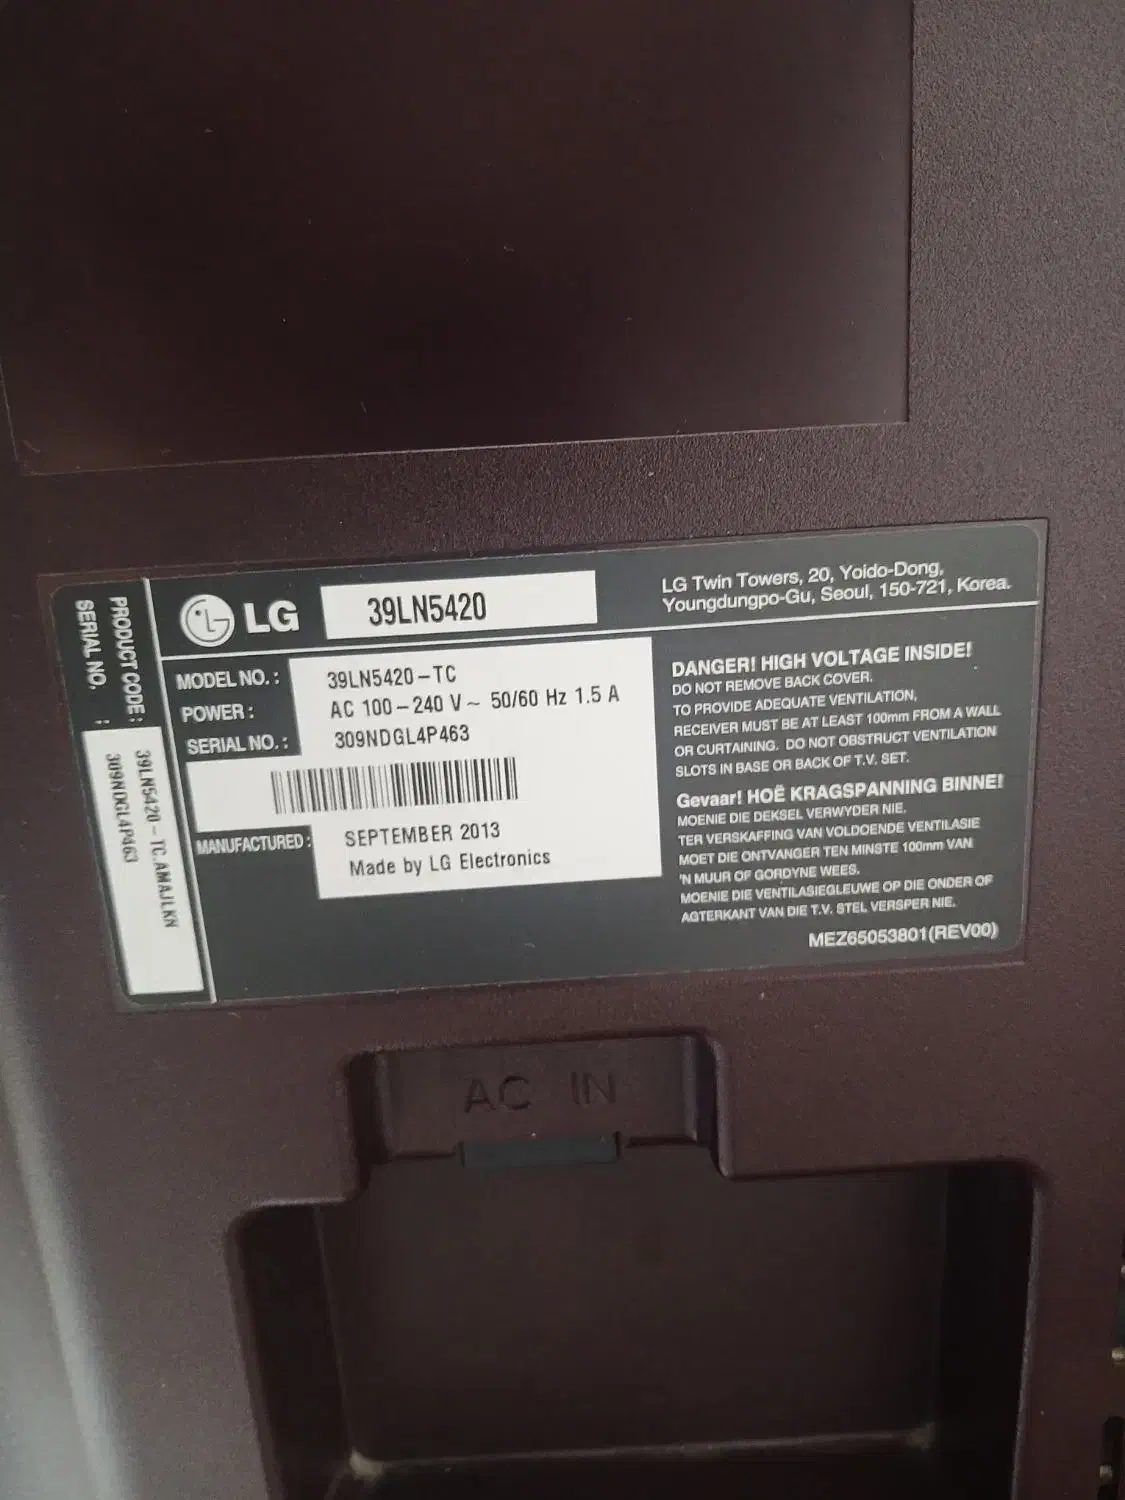 LG
39LN5420
LG Twin Towers, 20, Yoido-Dong,
Youngdungpo-Gu, Seoul, 150-721, Korea.
MODEL NO. : 39LN5420-TC
POWER : AC 100-240 V~ 50/60 Hz 1.5 A
SERIAL NO. : 309NDGL4P463
MANUFACTURED : SEPTEMBER 2013
Made by LG Electronics
DANGER! HIGH VOLTAGE INSIDE!
DO NOT REMOVE BACK COVER.
TO PROVIDE ADEQUATE VENTILATION,
RECEIVER MUST BE AT LEAST 100mm FROM A WALL
OR CURTAINING. DO NOT OBSTRUCT VENTILATION
SLOTS IN BASE OR BACK OF T.V. SET.
Gevaar! HOË KRAGSPANNING BINNE!
MOENIE DIE DEKSEL VERWYDER NIE.
TER VERSKAFFING VAN VOLDOENDE VENTILASIE
MOET DIE ONTVANGER TEN MINSTE 100mm VAN
'N MUUR OF GORDYNE WEES.
MOENIE DIE VENTILASIEGLEUWE OP DIE ONDER OF
AGTERKANT VAN DIE T.V. STEL VERSPER NIE.
MEZ65053801(REV00)
PRODUCT CODE : 39LN5420-TC.AMAJLKN
SERIAL NO. : 309NDGL4P463
AC IN